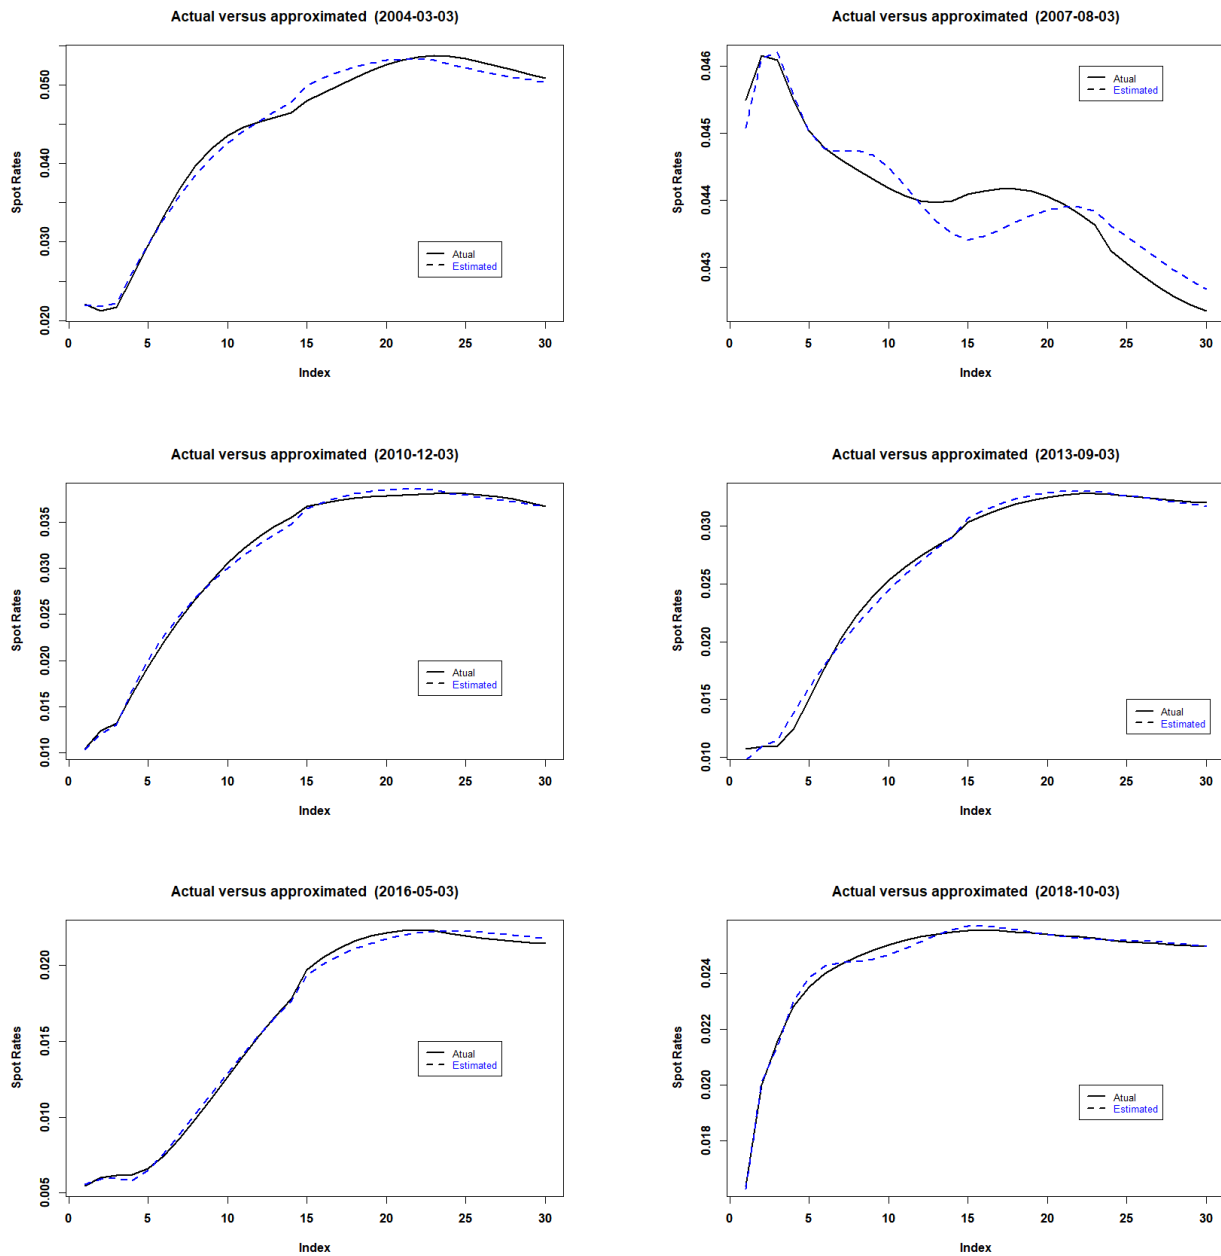 Actual versus approximated (2004-03-03)
Spot Rates
0.050
0.040
0.030
0.020
Atual
Estimated
0 5 10 15 20 25 30
Index
Actual versus approximated (2007-08-03)
Spot Rates
0.046
0.045
0.044
0.043
Atual
Estimated
0 5 10 15 20 25 30
Index
Actual versus approximated (2010-12-03)
Spot Rates
0.035
0.030
0.025
0.020
0.015
0.010
Atual
Estimated
0 5 10 15 20 25 30
Index
Actual versus approximated (2013-09-03)
Spot Rates
0.030
0.025
0.020
0.015
0.010
Atual
Estimated
0 5 10 15 20 25 30
Index
Actual versus approximated (2016-05-03)
Spot Rates
0.020
0.015
0.010
0.005
Atual
Estimated
0 5 10 15 20 25 30
Index
Actual versus approximated (2018-10-03)
Spot Rates
0.024
0.022
0.020
0.018
Atual
Estimated
0 5 10 15 20 25 30
Index